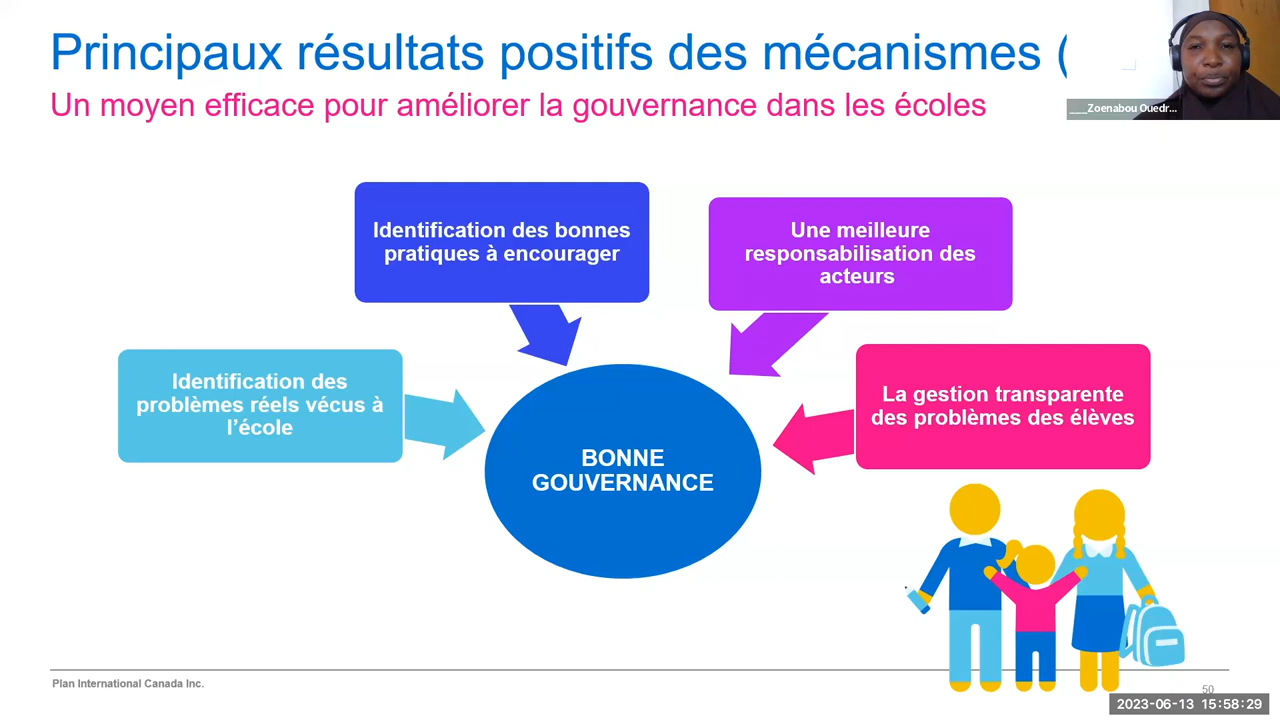 Principaux résultats positifs des mécanismes (
Un moyen efficace pour améliorer la gouvernance dans les écoles
___Zoenabou Ouedr...
Identification des bonnes
pratiques à encourager
Une meilleure
responsabilisation des
acteurs
Identification des
problèmes réels vécus à
l’école
La gestion transparente
des problèmes des élèves
BONNE
GOUVERNANCE
Plan International Canada Inc.
50
2023-06-13 15:58:29